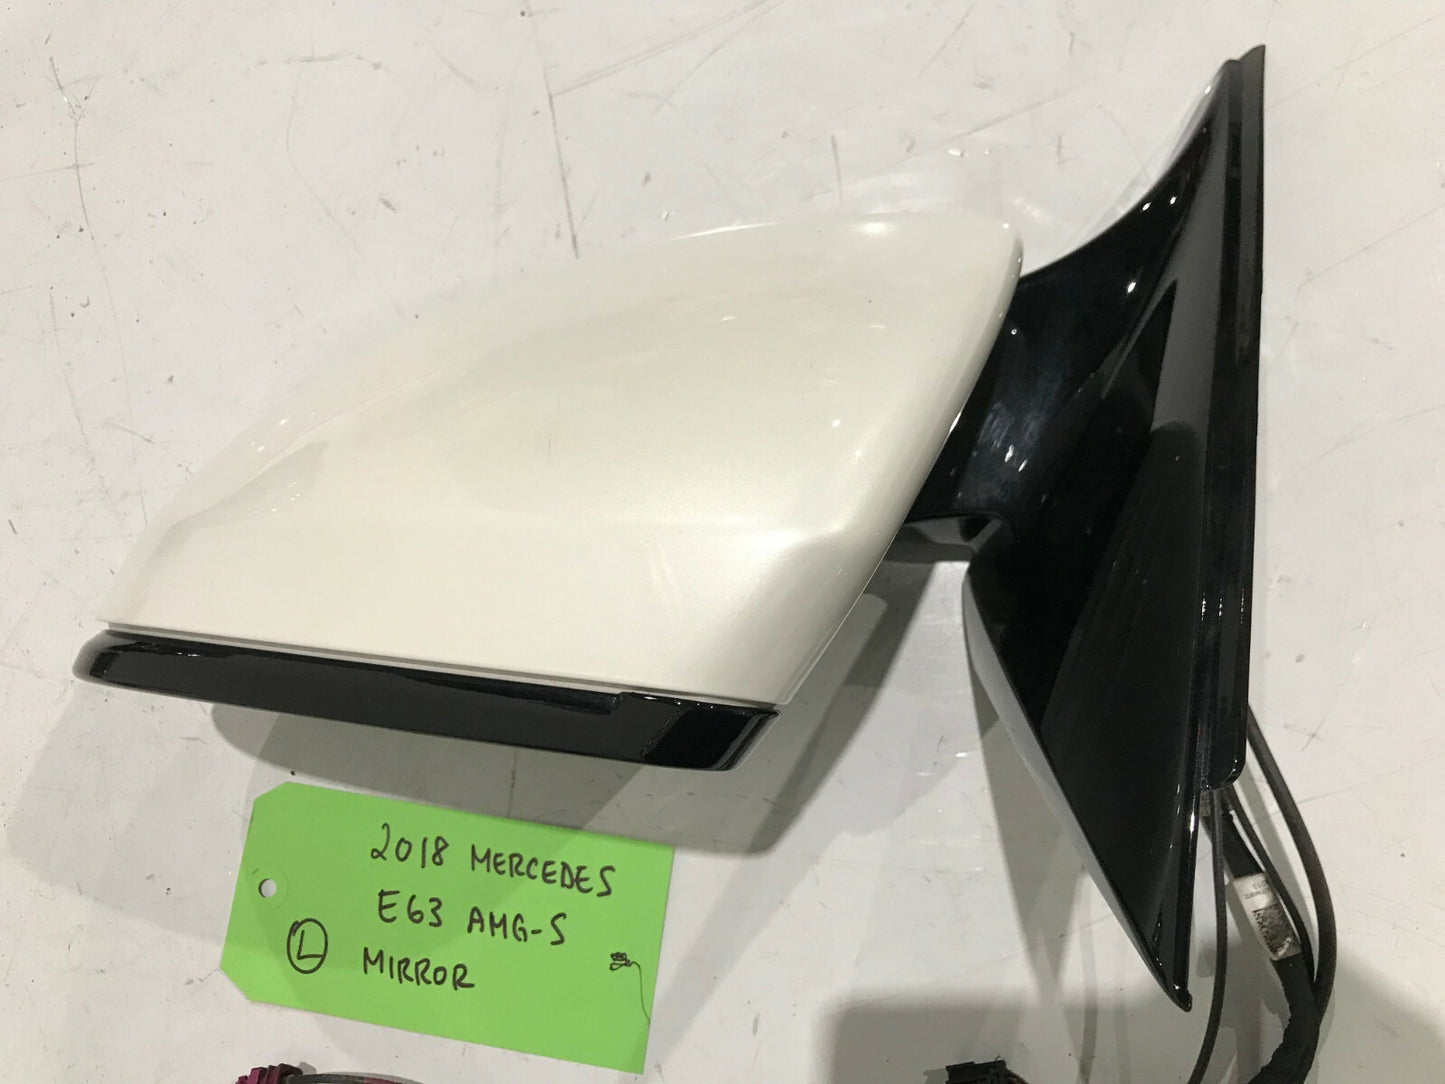 2018 MERCEDES
E63 AMG-S
Ⓛ MIRROR